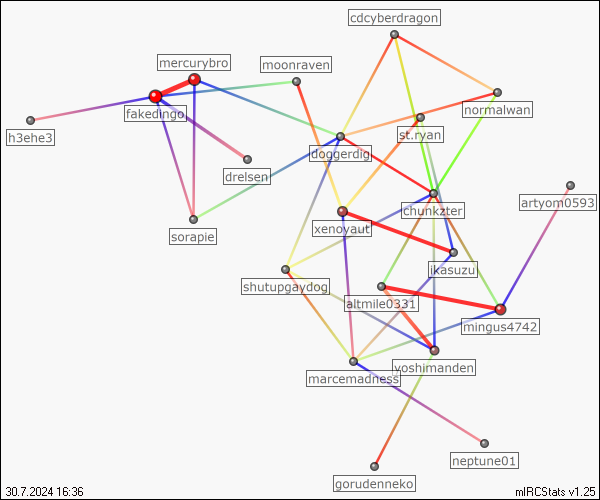 cdcyberdragon
mercurybro
moonraven
fakedingo
normalwan
st.ryan
h3ehe3
doggerdig
drelsen
artyom0593
chunkzter
xenoyaut
sorapie
ikasuzu
shutupgaydog
altmile0331
mingus4742
yoshimanden
marcemadness
neptune01
gorudenneko
30.7.2024 16:36
mIRCStats v1.25